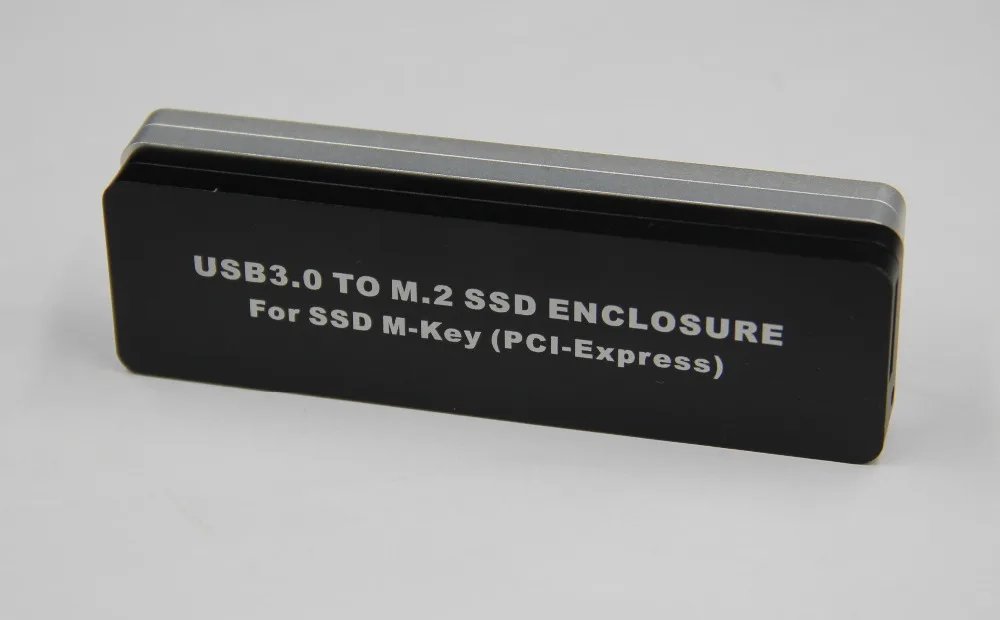 USB3.0 TO M.2 SSD ENCLOSURE
For SSD M-Key (PCI-Express)